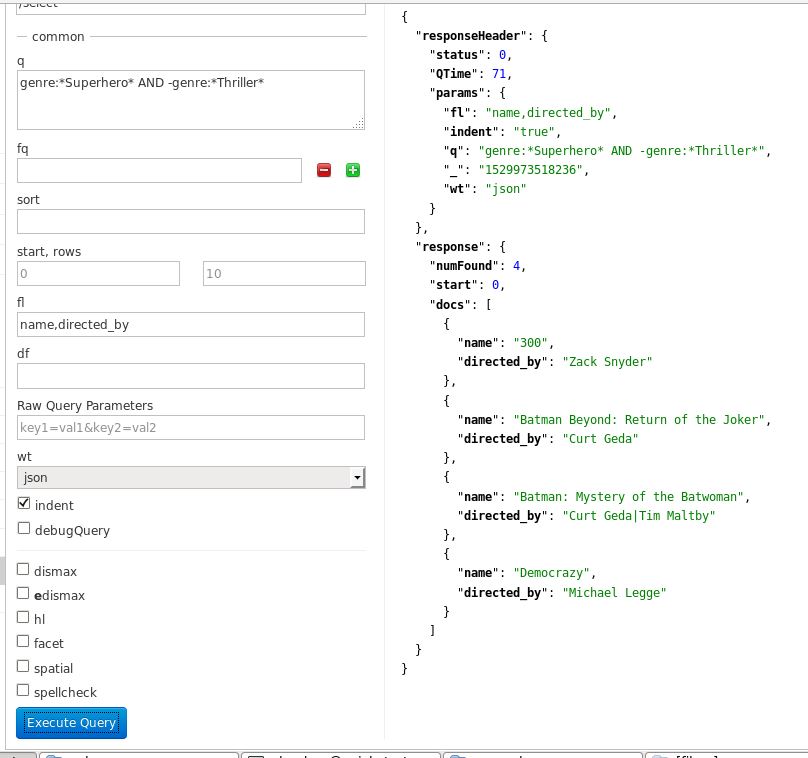 /select
common
q
genre:*Superhero* AND -genre:*Thriller*
fq
sort
start, rows
0
10
fl
name,directed_by
df
Raw Query Parameters
key1=val1&key2=val2
wt
json
indent
debugQuery
dismax
edismax
hl
facet
spatial
spellcheck
Execute Query
{
"responseHeader": {
"status": 0,
"QTime": 71,
"params": {
"fl": "name,directed_by",
"indent": "true",
"q": "genre:*Superhero* AND -genre:*Thriller*",
"_": "1529973518236",
"wt": "json"
}
},
"response": {
"numFound": 4,
"start": 0,
"docs": [
{
"name": "300",
"directed_by": "Zack Snyder"
},
{
"name": "Batman Beyond: Return of the Joker",
"directed_by": "Curt Geda"
},
{
"name": "Batman: Mystery of the Batwoman",
"directed_by": "Curt Geda|Tim Maltby"
},
{
"name": "Democrazy",
"directed_by": "Michael Legge"
}
]
}
}